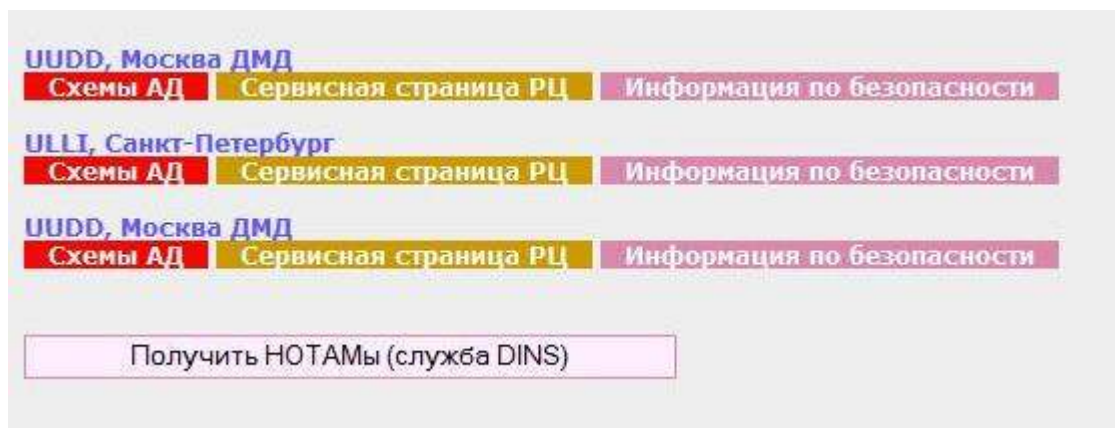 UUDD, Москва ДМД
Схемы АД Сервисная страница РЦ Информация по безопасности
ULLI, Санкт-Петербург
Схемы АД Сервисная страница РЦ Информация по безопасности
UUDD, Москва ДМД
Схемы АД Сервисная страница РЦ Информация по безопасности
Получить НОТАМы (служба DINS)